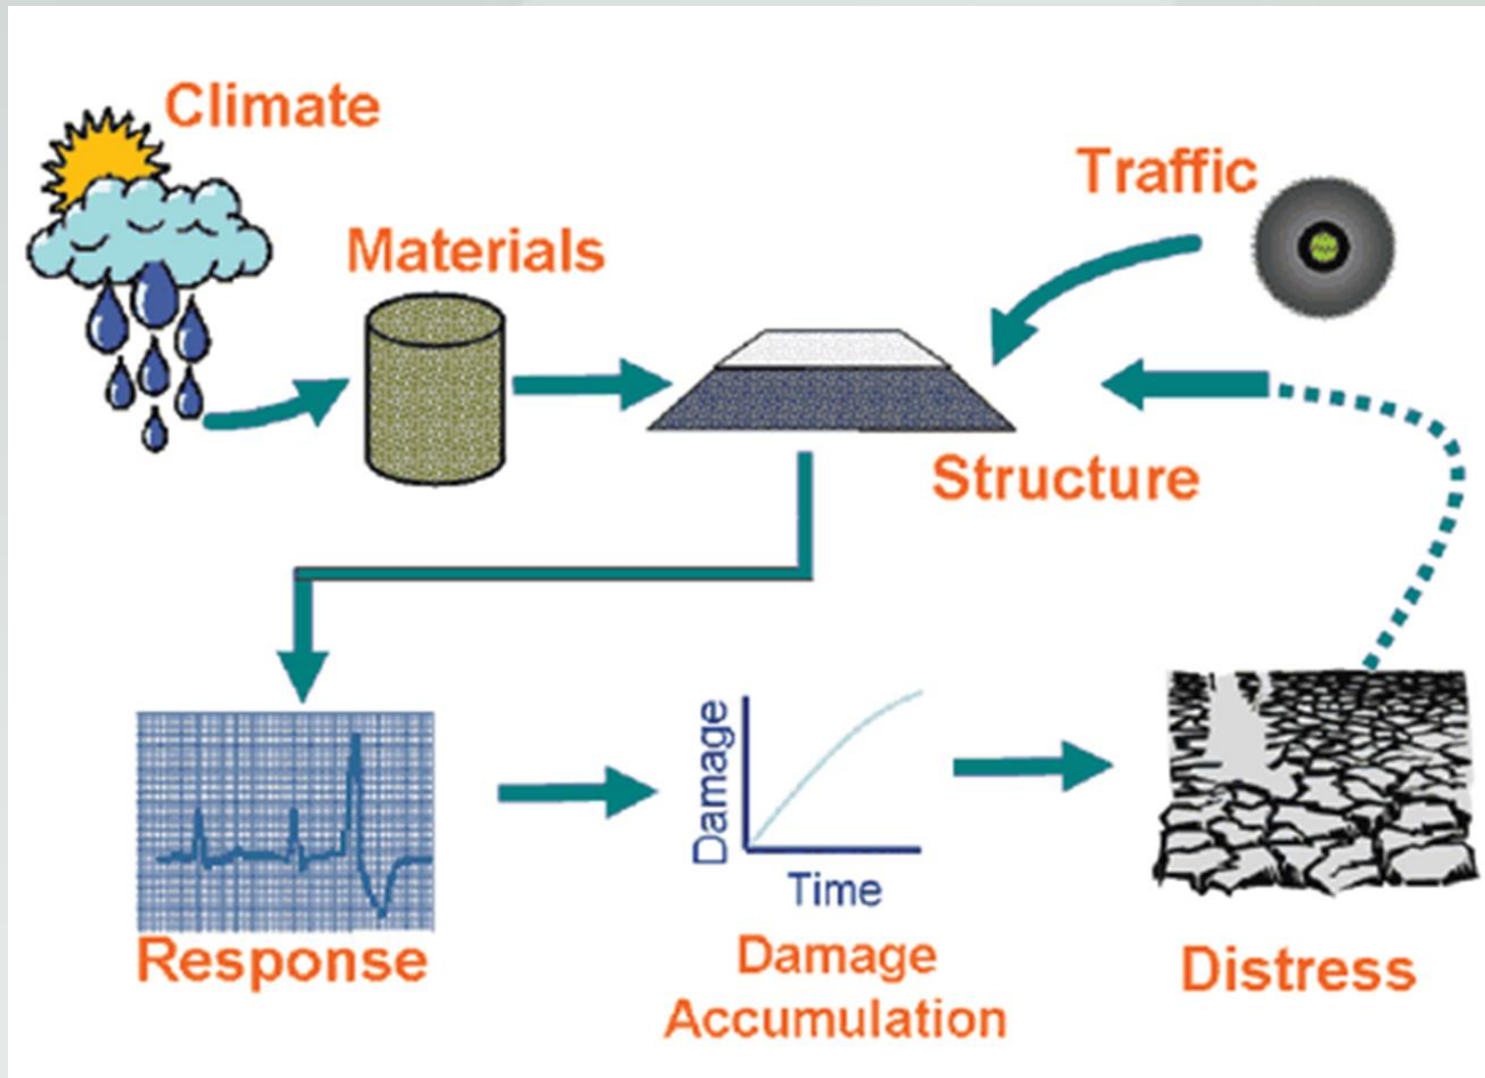 Climate
Traffic
Materials
Structure
Damage
Time
Response
Damage
Accumulation
Distress